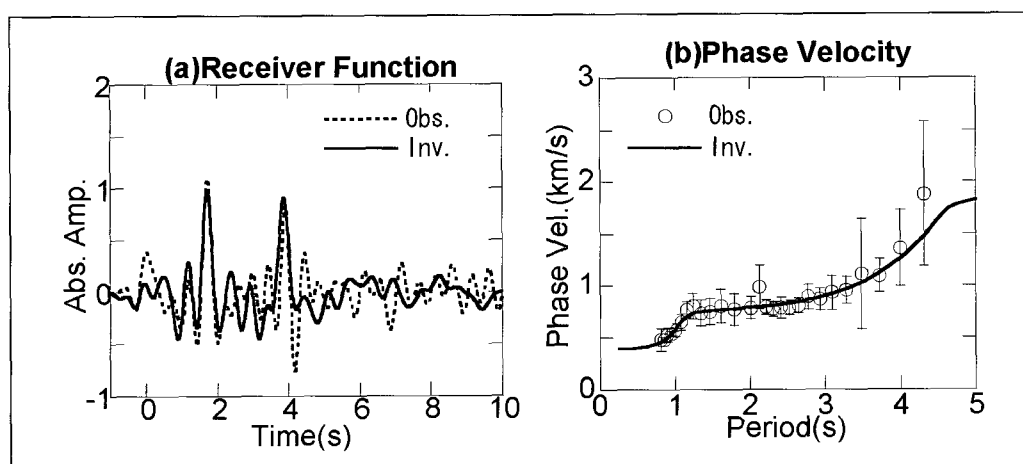 (a)Receiver Function
2
1
0
-1
Abs. Amp.
Obs.
Inv.
0 2 4 6 8 10
Time(s)
(b)Phase Velocity
3
2
1
0
Phase Vel.(km/s)
Obs.
Inv.
0 1 2 3 4 5
Period(s)